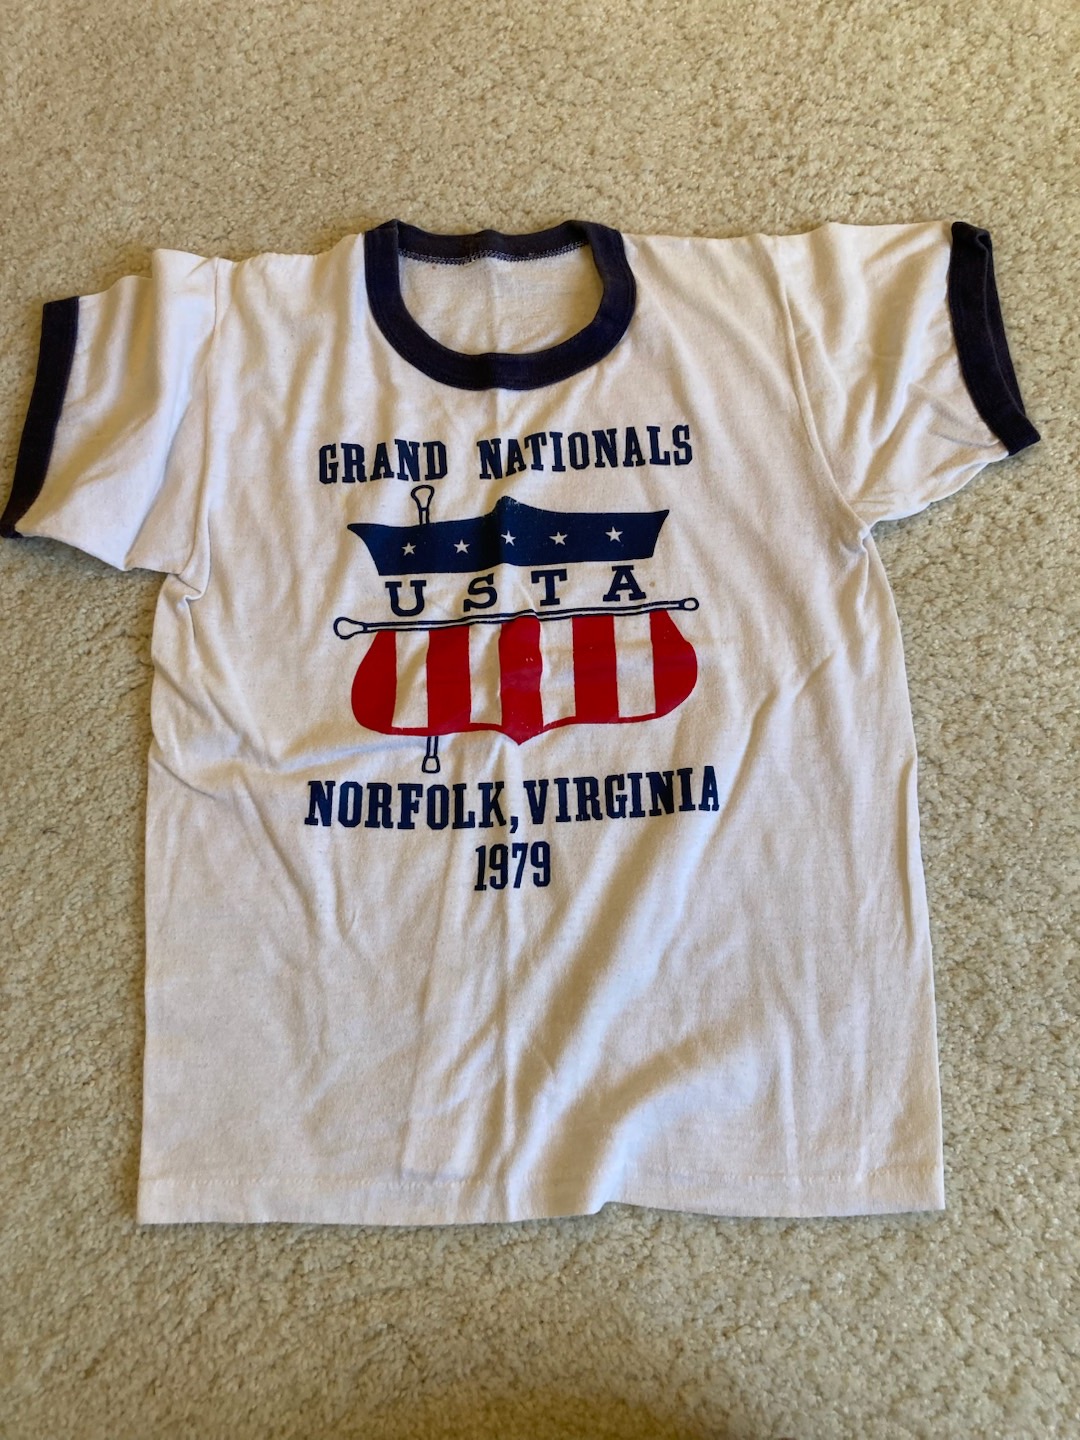 GRAND NATIONALS
USTA
NORFOLK, VIRGINIA
1979